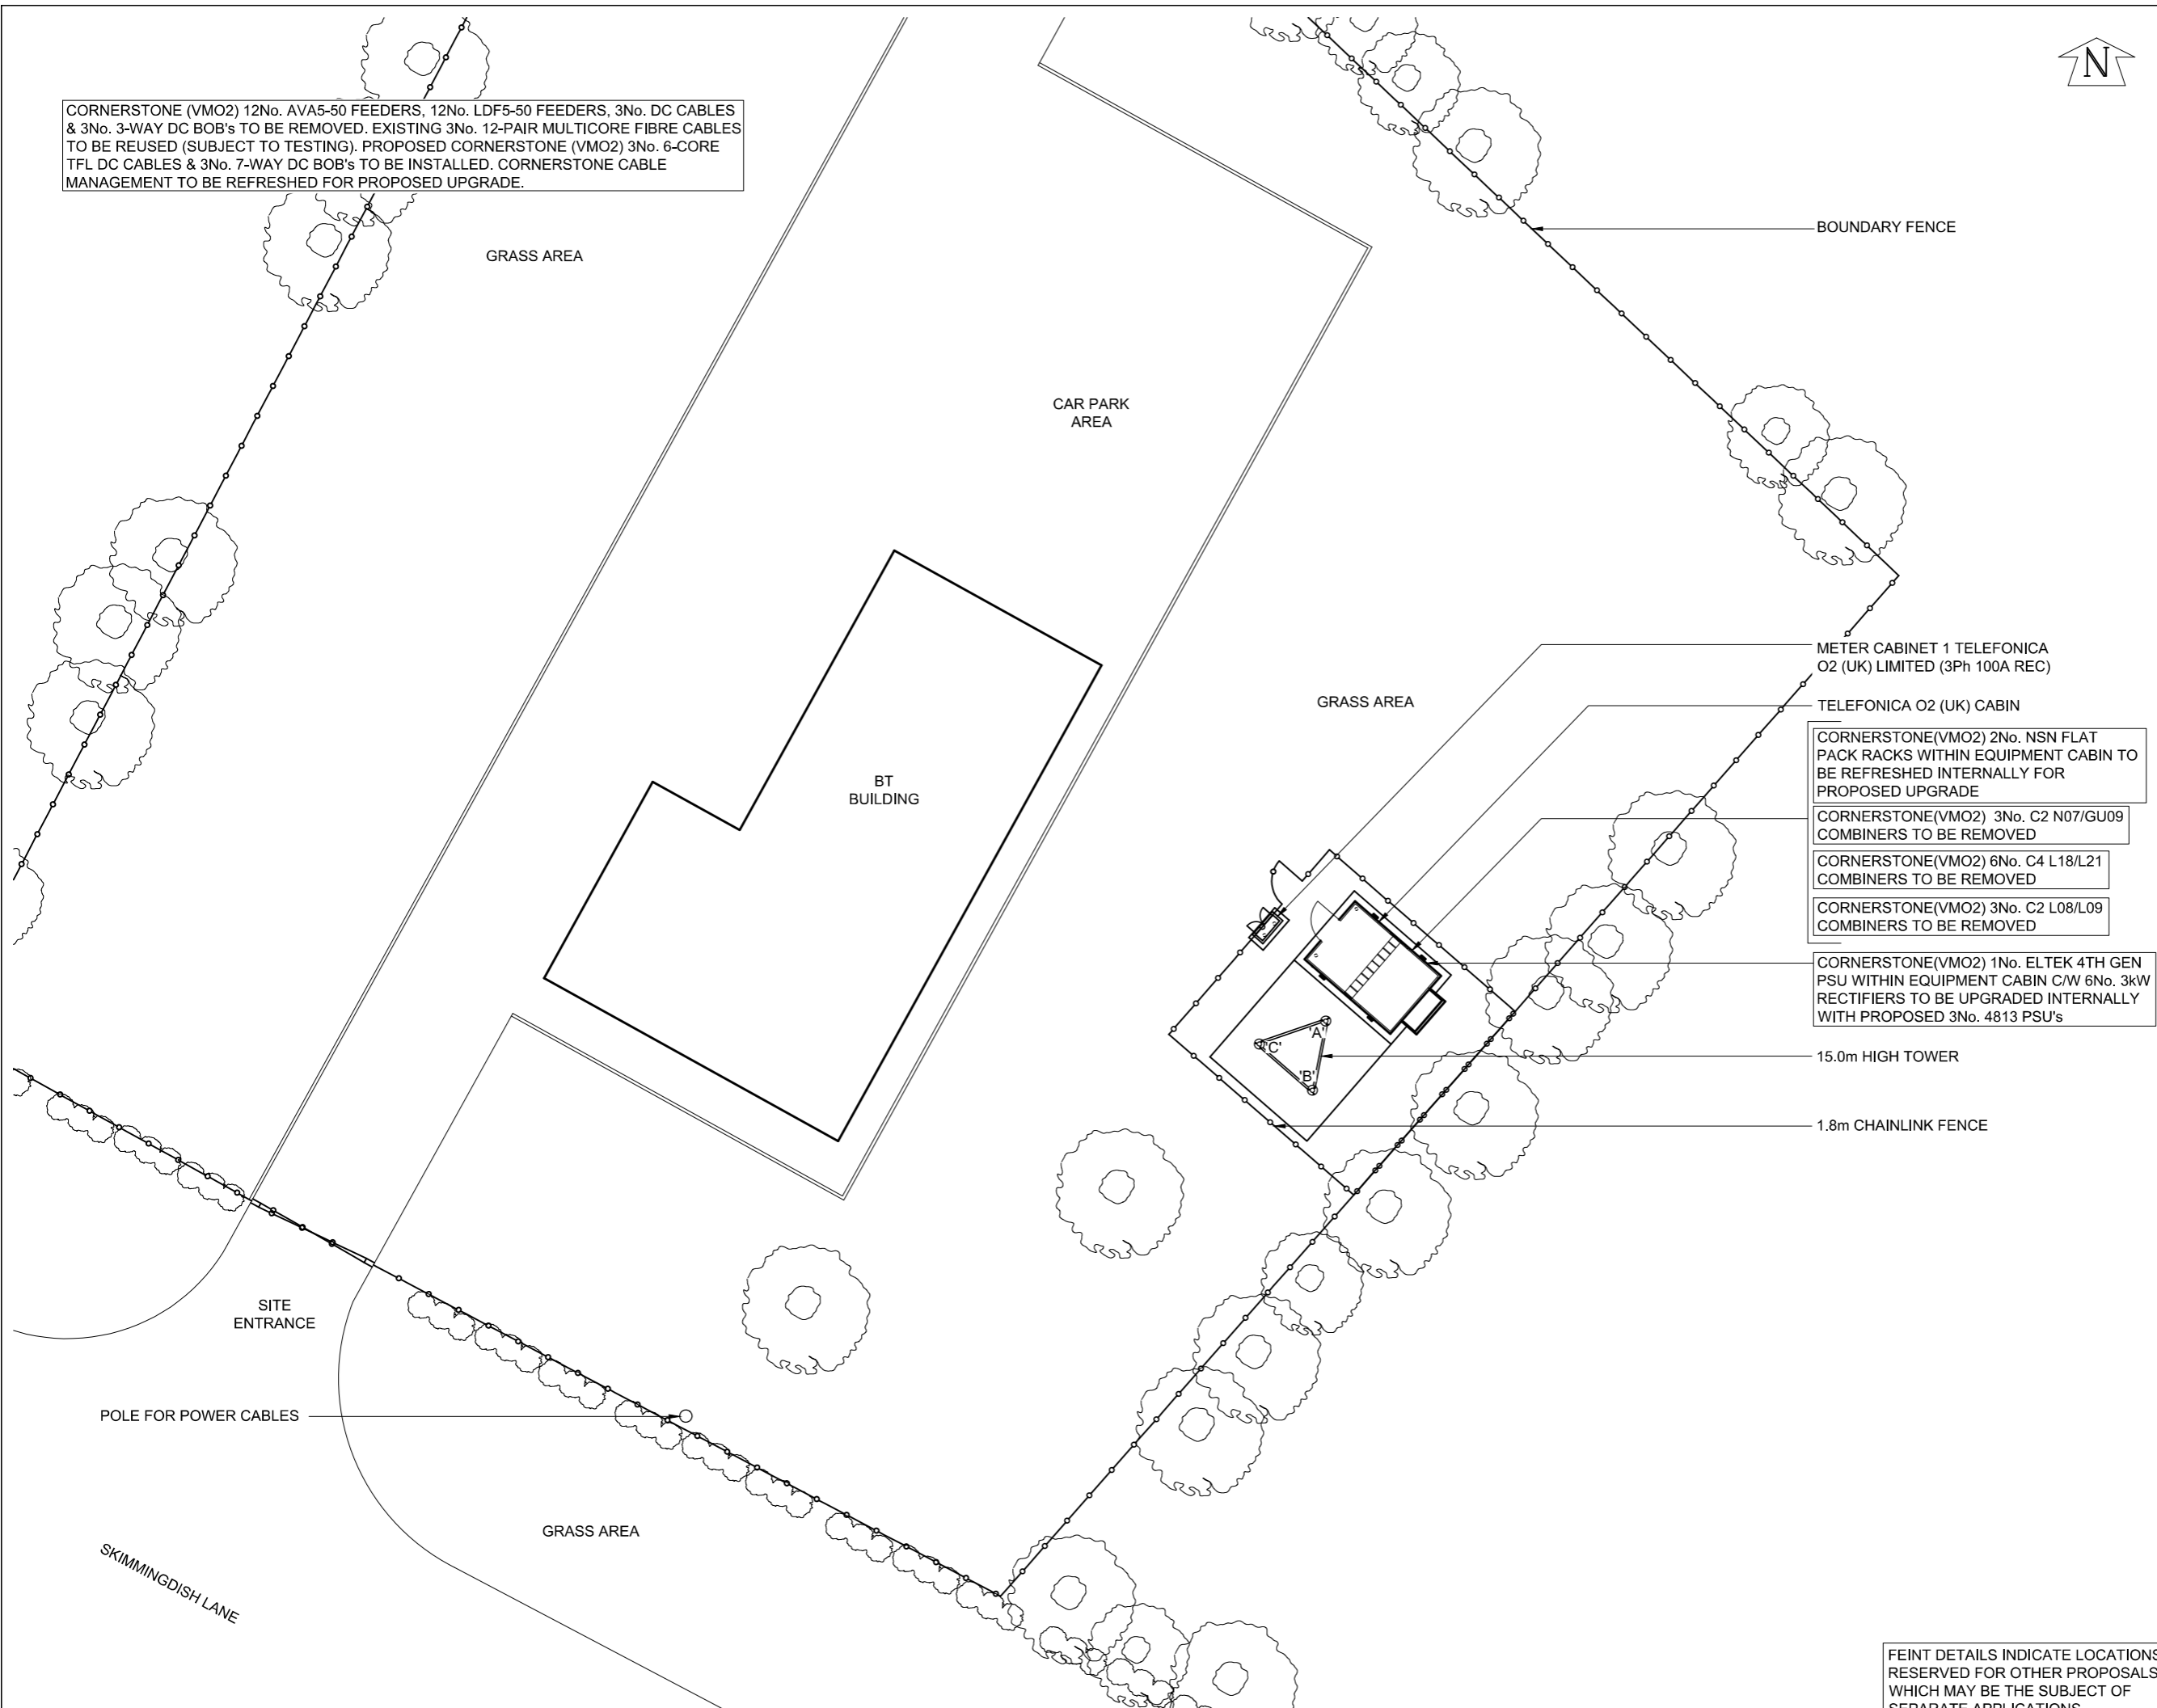 N
CORNERSTONE (VMO2) 12No. AVA5-50 FEEDERS, 12No. LDF5-50 FEEDERS, 3No. DC CABLES
& 3No. 3-WAY DC BOB's TO BE REMOVED. EXISTING 3No. 12-PAIR MULTICORE FIBRE CABLES
TO BE REUSED (SUBJECT TO TESTING). PROPOSED CORNERSTONE (VMO2) 3No. 6-CORE
TFL DC CABLES & 3No. 7-WAY DC BOB's TO BE INSTALLED. CORNERSTONE CABLE
MANAGEMENT TO BE REFRESHED FOR PROPOSED UPGRADE.
BOUNDARY FENCE
GRASS AREA
CAR PARK
AREA
METER CABINET 1 TELEFONICA
O2 (UK) LIMITED (3Ph 100A REC)
GRASS AREA
TELEFONICA O2 (UK) CABIN
CORNERSTONE(VMO2) 2No. NSN FLAT
PACK RACKS WITHIN EQUIPMENT CABIN TO
BE REFRESHED INTERNALLY FOR
PROPOSED UPGRADE
BT
BUILDING
CORNERSTONE(VMO2) 3No. C2 N07/GU09
COMBINERS TO BE REMOVED
CORNERSTONE(VMO2) 6No. C4 L18/L21
COMBINERS TO BE REMOVED
CORNERSTONE(VMO2) 3No. C2 L08/L09
COMBINERS TO BE REMOVED
CORNERSTONE(VMO2) 1No. ELTEK 4TH GEN
PSU WITHIN EQUIPMENT CABIN C/W 6No. 3kW
RECTIFIERS TO BE UPGRADED INTERNALLY
WITH PROPOSED 3No. 4813 PSU's
'A'
'C'
'B'
15.0m HIGH TOWER
1.8m CHAINLINK FENCE
SITE
ENTRANCE
POLE FOR POWER CABLES
GRASS AREA
SKIMMINGDISH LANE
FEINT DETAILS INDICATE LOCATIONS
RESERVED FOR OTHER PROPOSALS
WHICH MAY BE THE SUBJECT OF
SEPARATE APPLICATIONS